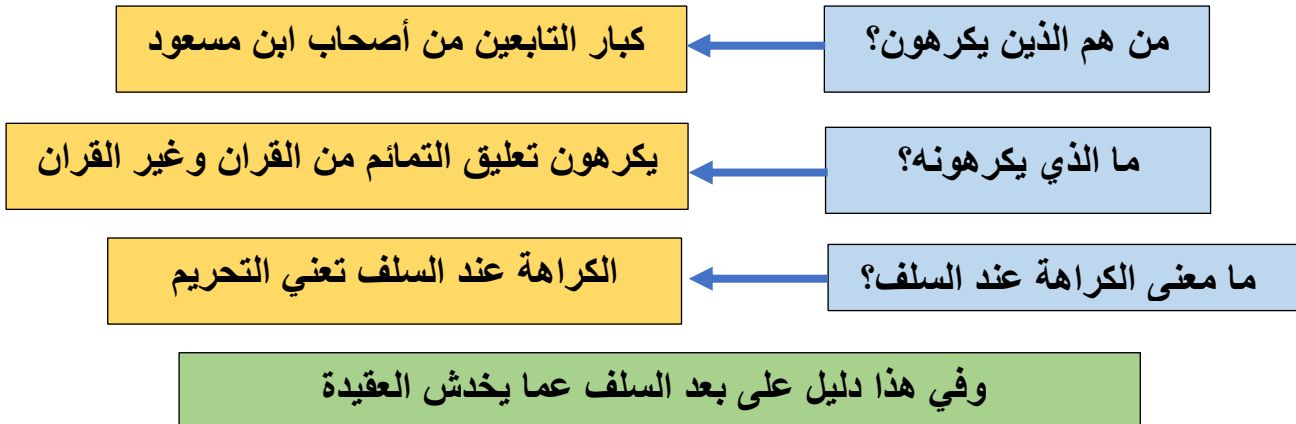 من هم الذين يكرهون؟
كبار التابعين من أصحاب ابن مسعود
ما الذي يكرهونه؟
يكرهون تعليق التمائم من القران وغير القران
ما معنى الكراهة عند السلف؟
الكراهة عند السلف تعني التحريم
وفي هذا دليل على بعد السلف عما يخدش العقيدة